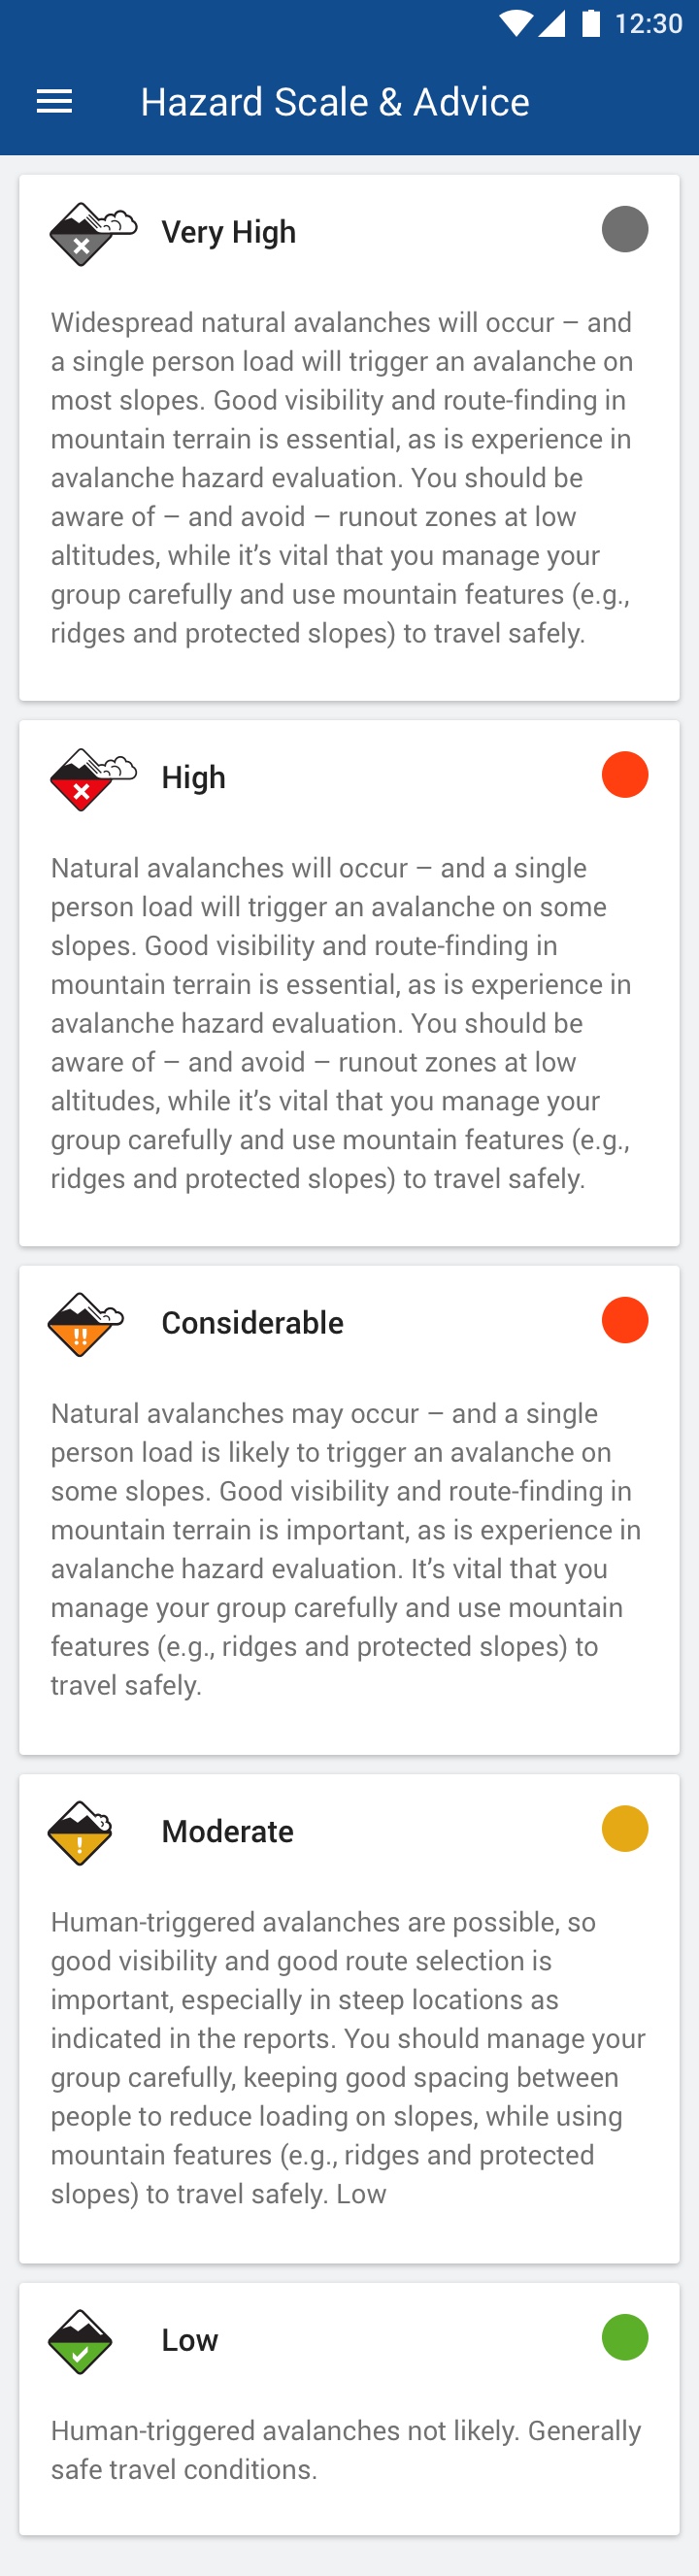 12:30
Hazard Scale & Advice
Very High
Widespread natural avalanches will occur – and
a single person load will trigger an avalanche on
most slopes. Good visibility and route-finding in
mountain terrain is essential, as is experience in
avalanche hazard evaluation. You should be
aware of – and avoid – runout zones at low
altitudes, while it’s vital that you manage your
group carefully and use mountain features (e.g.,
ridges and protected slopes) to travel safely.
High
Natural avalanches will occur – and a single
person load will trigger an avalanche on some
slopes. Good visibility and route-finding in
mountain terrain is essential, as is experience in
avalanche hazard evaluation. You should be
aware of – and avoid – runout zones at low
altitudes, while it’s vital that you manage your
group carefully and use mountain features (e.g.,
ridges and protected slopes) to travel safely.
!!
Considerable
Natural avalanches may occur – and a single
person load is likely to trigger an avalanche on
some slopes. Good visibility and route-finding in
mountain terrain is important, as is experience in
avalanche hazard evaluation. It’s vital that you
manage your group carefully and use mountain
features (e.g., ridges and protected slopes) to
travel safely.
!
Moderate
Human-triggered avalanches are possible, so
good visibility and good route selection is
important, especially in steep locations as
indicated in the reports. You should manage your
group carefully, keeping good spacing between
people to reduce loading on slopes, while using
mountain features (e.g., ridges and protected
slopes) to travel safely. Low
Low
Human-triggered avalanches not likely. Generally
safe travel conditions.